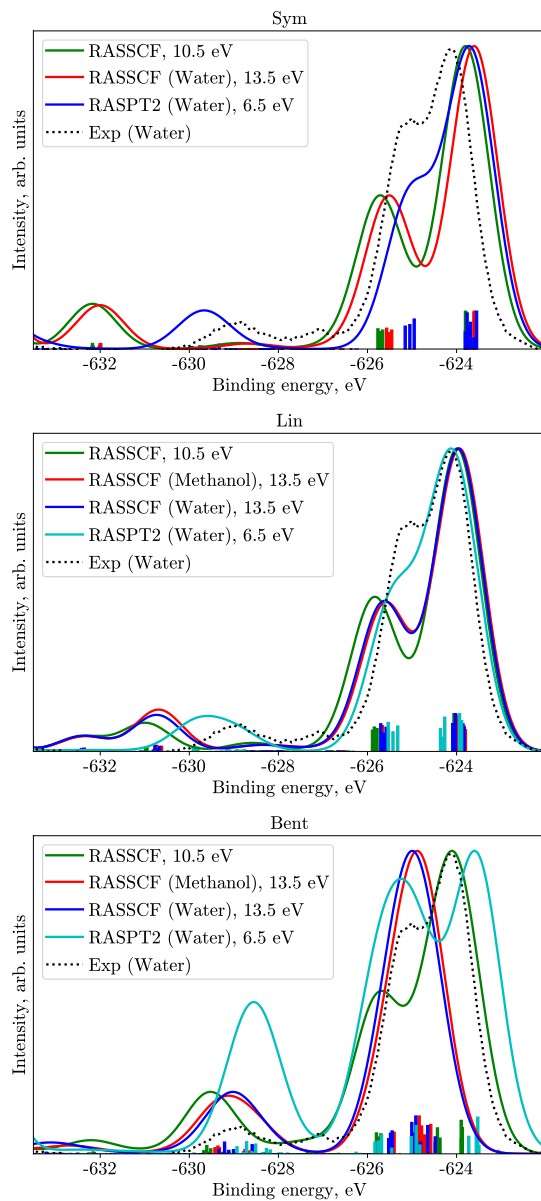 Sym
Intensity, arb. units
RASSCF, 10.5 eV
RASSCF (Water), 13.5 eV
RASPT2 (Water), 6.5 eV
Exp (Water)
-632 -630 -628 -626 -624
Binding energy, eV
Lin
Intensity, arb. units
RASSCF, 10.5 eV
RASSCF (Methanol), 13.5 eV
RASSCF (Water), 13.5 eV
RASPT2 (Water), 6.5 eV
Exp (Water)
-632 -630 -628 -626 -624
Binding energy, eV
Bent
Intensity, arb. units
RASSCF, 10.5 eV
RASSCF (Methanol), 13.5 eV
RASSCF (Water), 13.5 eV
RASPT2 (Water), 6.5 eV
Exp (Water)
-632 -630 -628 -626 -624
Binding energy, eV